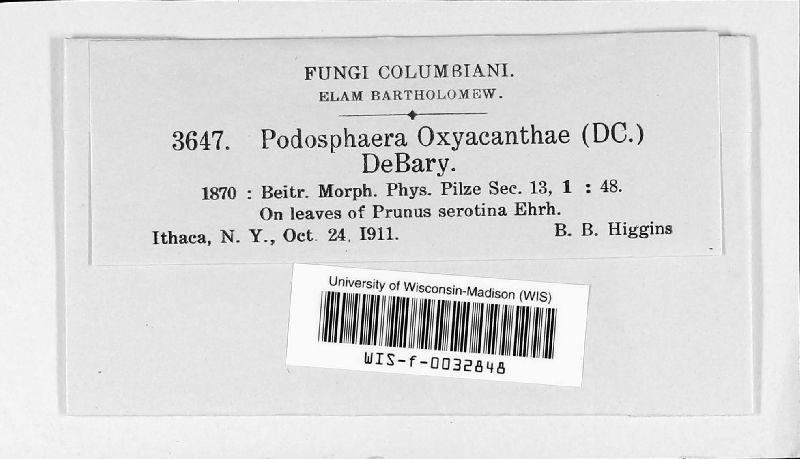 FUNGI COLUMBIANI.
ELAM BARTHOLOMEW.
3647. Podosphaera Oxyacanthae (DC.)
DeBary.
1870 : Beitr. Morph. Phys. Pilze Sec. 13, 1 : 48.
On leaves of Prunus serotina Ehrh.
Ithaca, N. Y., Oct. 24, 1911. B. B. Higgins
University of Wisconsin-Madison (WIS)
WIS-f-0032848